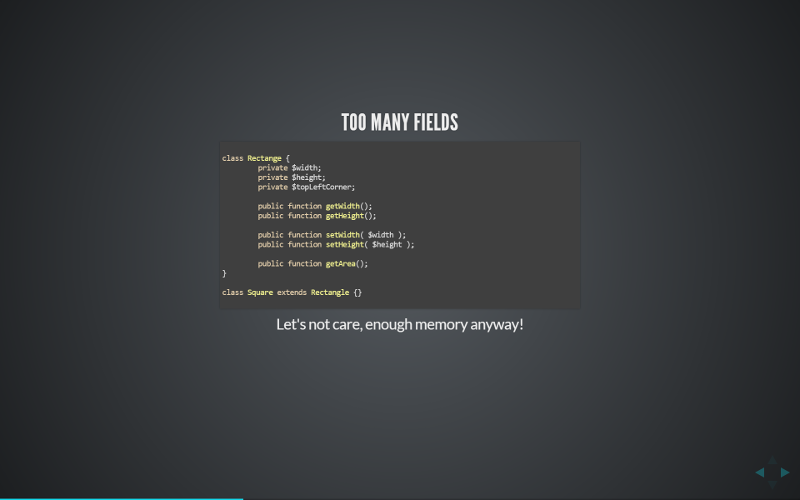 TOO MANY FIELDS
class Rectange {
private $width;
private $height;
private $topLeftCorner;
public function getWidth();
public function getHeight();
public function setWidth( $width );
public function setHeight( $height );
public function getArea();
}
class Square extends Rectangle {}
Let's not care, enough memory anyway!